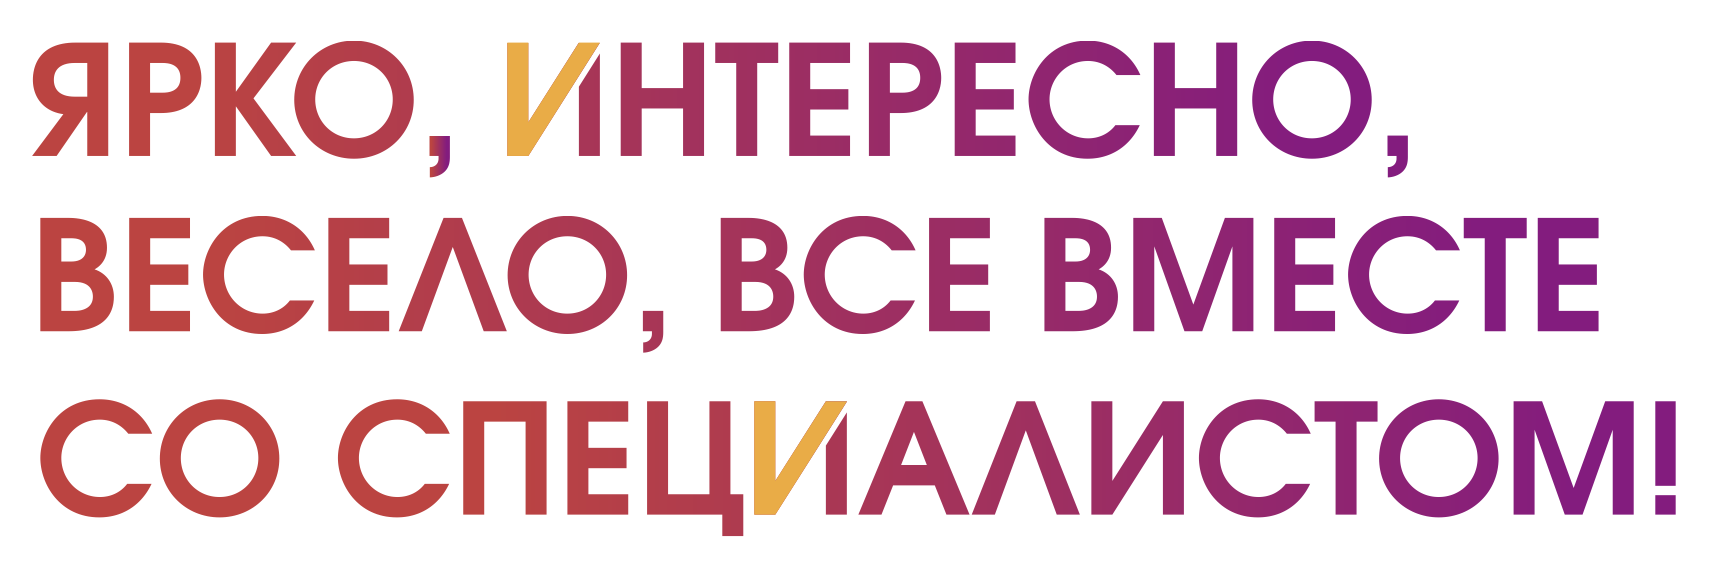 ЯРКО, ИНТЕРЕСНО,
ВЕСЕЛО, ВСЕ ВМЕСТЕ
СО СПЕЦИАЛИСТОМ!